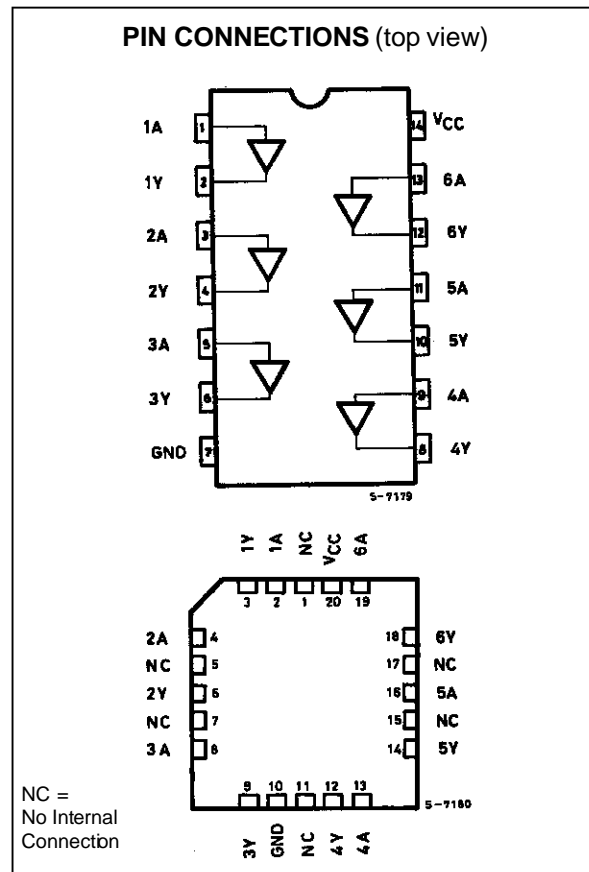 PIN CONNECTIONS (top view)
1A 1 14 VCC
1Y 2 13 6A
2A 3 12 6Y
2Y 4 11 5A
3A 5 10 5Y
3Y 6 9 4A
GND 7 8 4Y
S-7179
1Y 1A NC VCC 6A
3 2 1 20 19
2A 4 18 6Y
NC 5 17 NC
2Y 6 16 5A
NC 7 15 NC
3A 8 14 5Y
9 10 11 12 13
3Y GND NC 4Y 4A
S-7180
NC =
No Internal
Connection